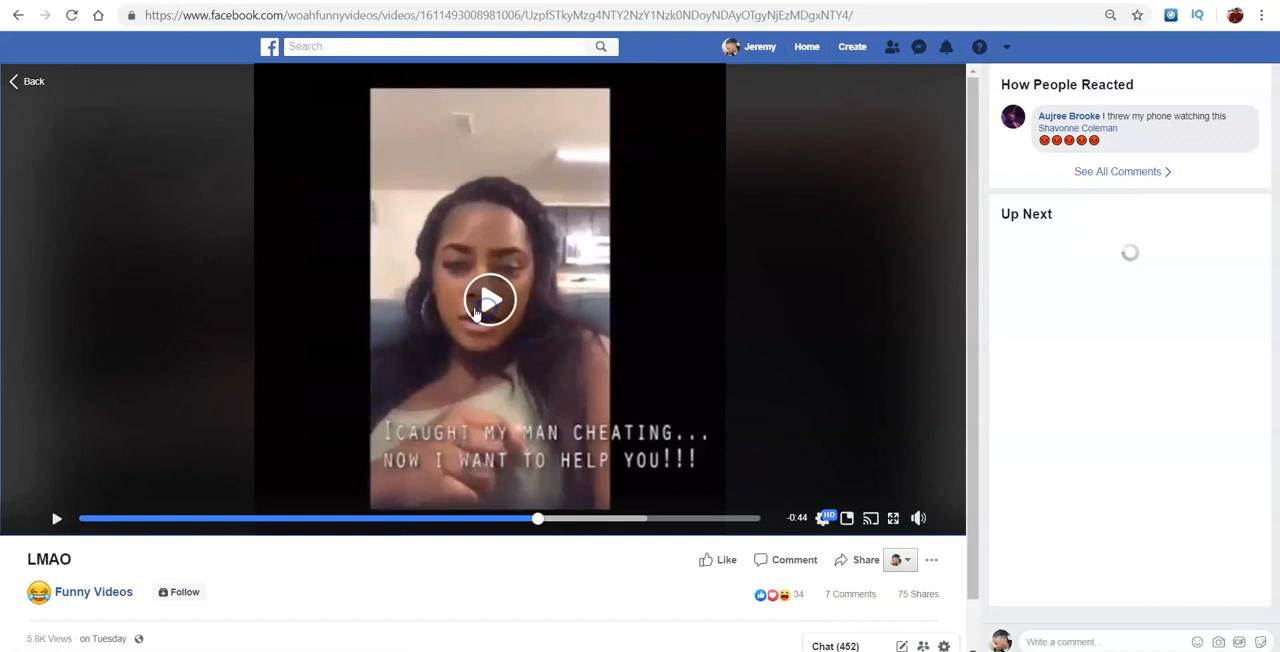 https://www.facebook.com/woahfunnyvideos/videos/1611493008981006/UzpfSTkyMzg4NTY2NzY1Nzk0NDoyNDAyOTgyNjEzMDgxNTY4/
Search
Jeremy
Home
Create
Back
I CAUGHT MY MAN CHEATING...
NOW I WANT TO HELP YOU!!!
-0:44
HD
LMAO
Like
Comment
Share
Funny Videos
Follow
34
7 Comments
75 Shares
5.8K Views · on Tuesday
Chat (452)
How People Reacted
Aujree Brooke I threw my phone watching this
Shavonne Coleman
See All Comments
Up Next
Write a comment...
GIF